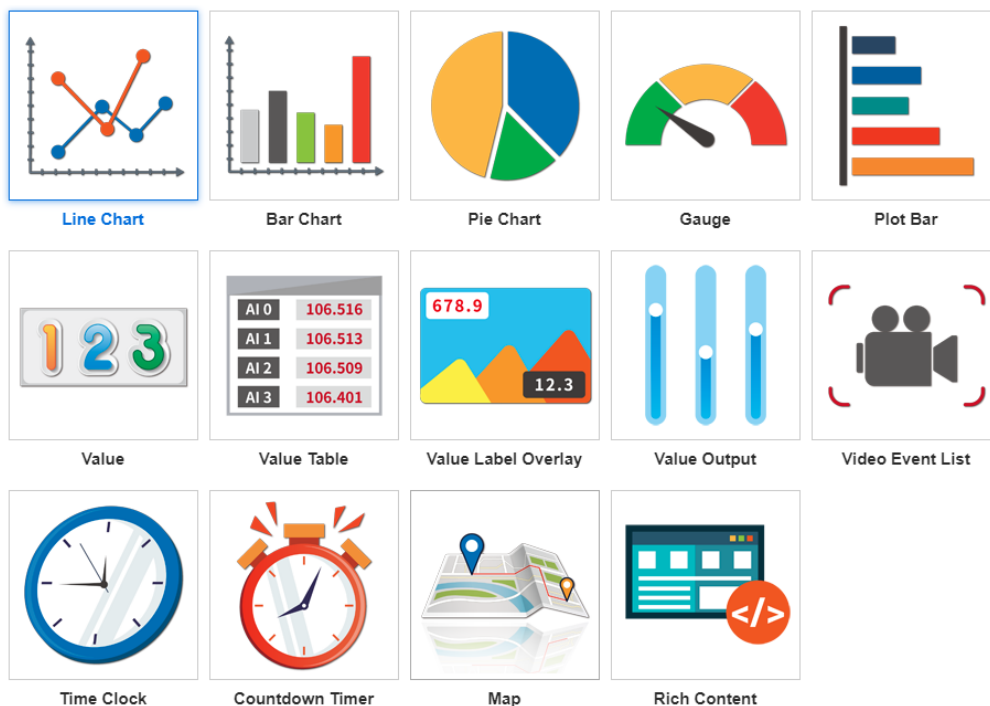 Line Chart
Bar Chart
Pie Chart
Gauge
Plot Bar
123
AI 0 106.516
AI 1 106.513
AI 2 106.509
AI 3 106.401
678.9
12.3
Value
Value Table
Value Label Overlay
Value Output
Video Event List
</>
Time Clock
Countdown Timer
Map
Rich Content